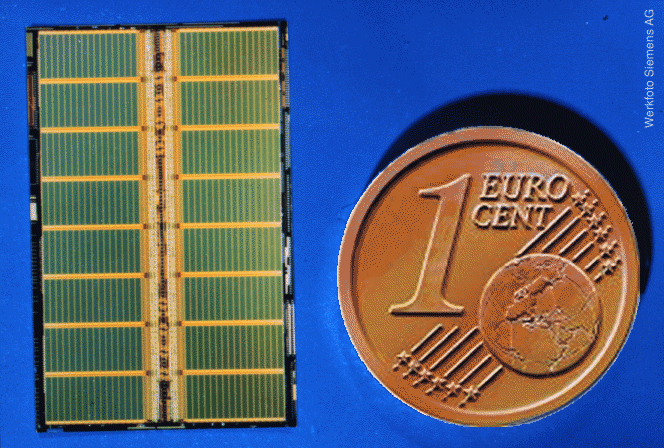 1 EURO
CENT
Werkfoto Siemens AG